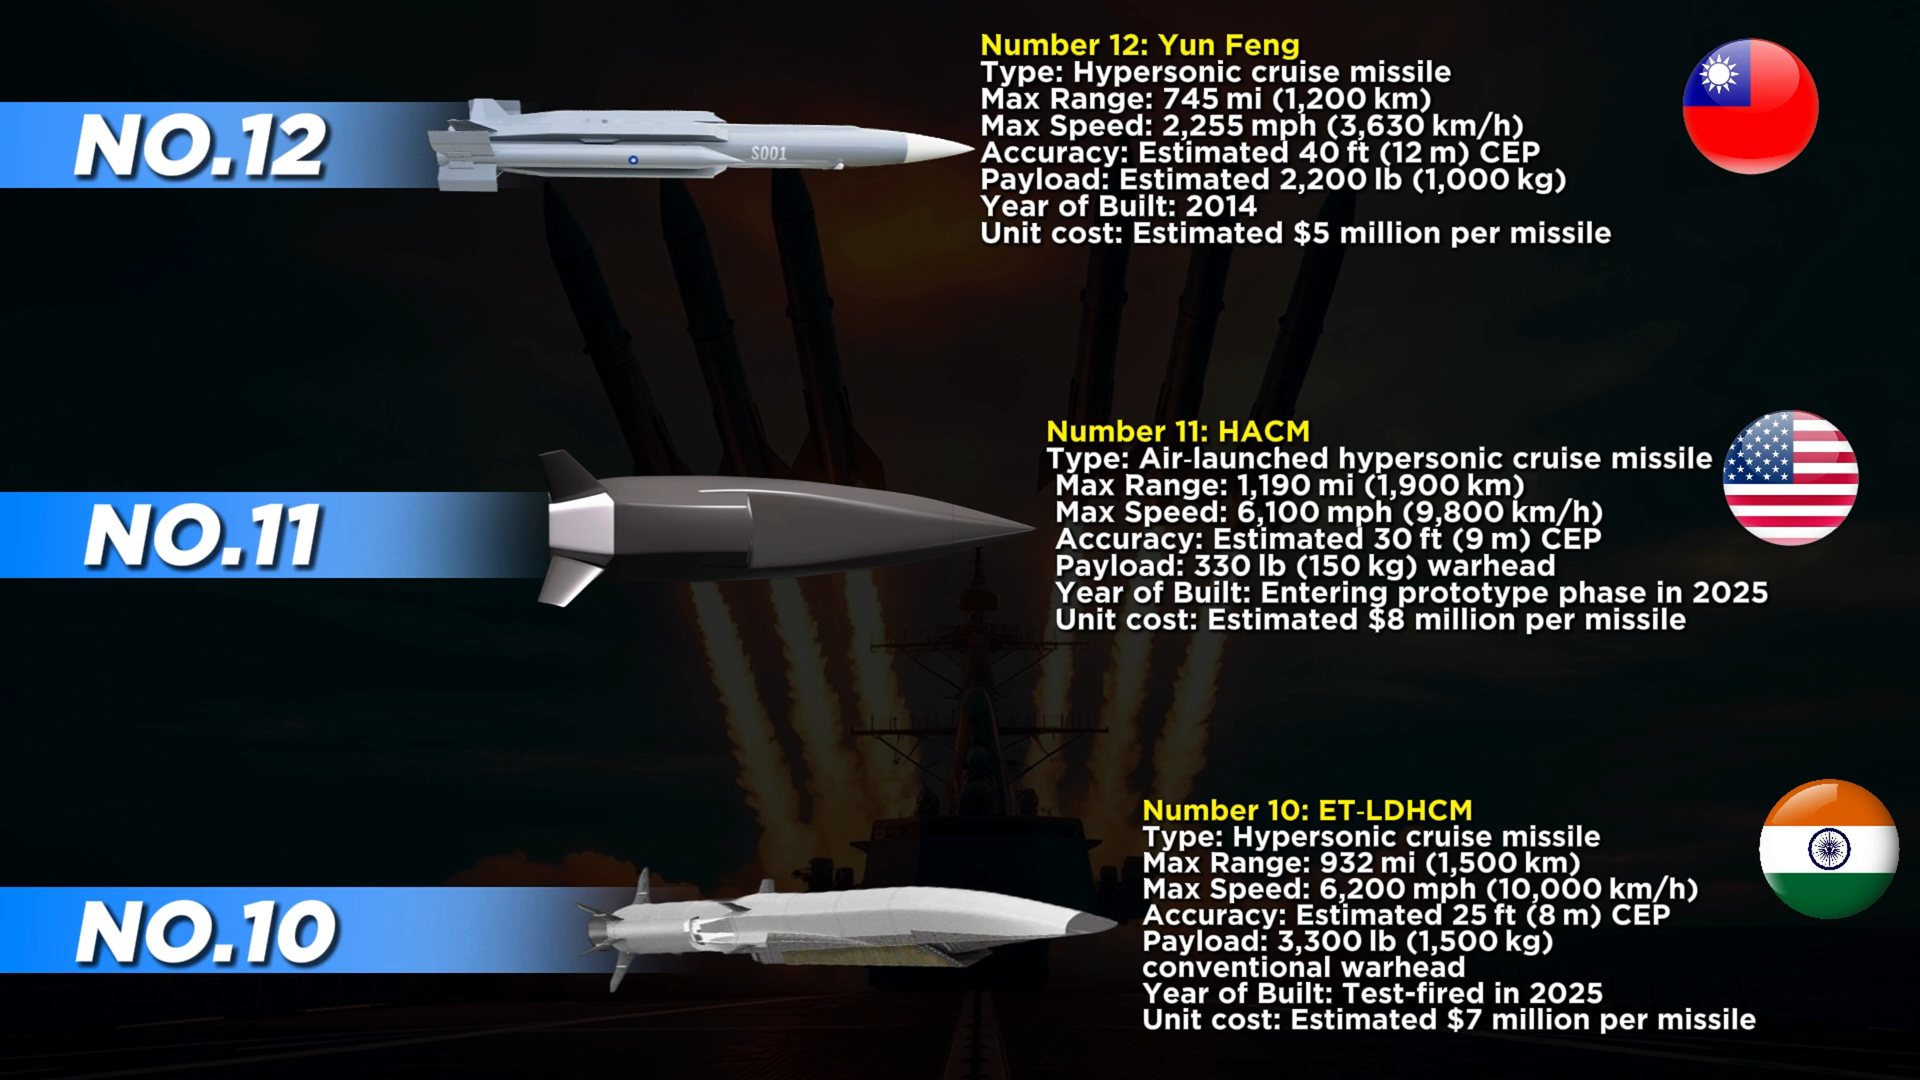 NO.12
S001
Number 12: Yun Feng
Type: Hypersonic cruise missile
Max Range: 745 mi (1,200 km)
Max Speed: 2,255 mph (3,630 km/h)
Accuracy: Estimated 40 ft (12 m) CEP
Payload: Estimated 2,200 lb (1,000 kg)
Year of Built: 2014
Unit cost: Estimated $5 million per missile
NO.11
Number 11: HACM
Type: Air-launched hypersonic cruise missile
Max Range: 1,190 mi (1,900 km)
Max Speed: 6,100 mph (9,800 km/h)
Accuracy: Estimated 30 ft (9 m) CEP
Payload: 330 lb (150 kg) warhead
Year of Built: Entering prototype phase in 2025
Unit cost: Estimated $8 million per missile
NO.10
Number 10: ET-LDHCM
Type: Hypersonic cruise missile
Max Range: 932 mi (1,500 km)
Max Speed: 6,200 mph (10,000 km/h)
Accuracy: Estimated 25 ft (8 m) CEP
Payload: 3,300 lb (1,500 kg)
conventional warhead
Year of Built: Test-fired in 2025
Unit cost: Estimated $7 million per missile